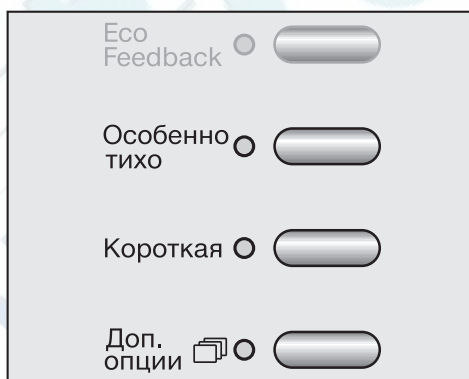 Eco
Feedback
Особенно
тихо
Короткая
Доп.
опции